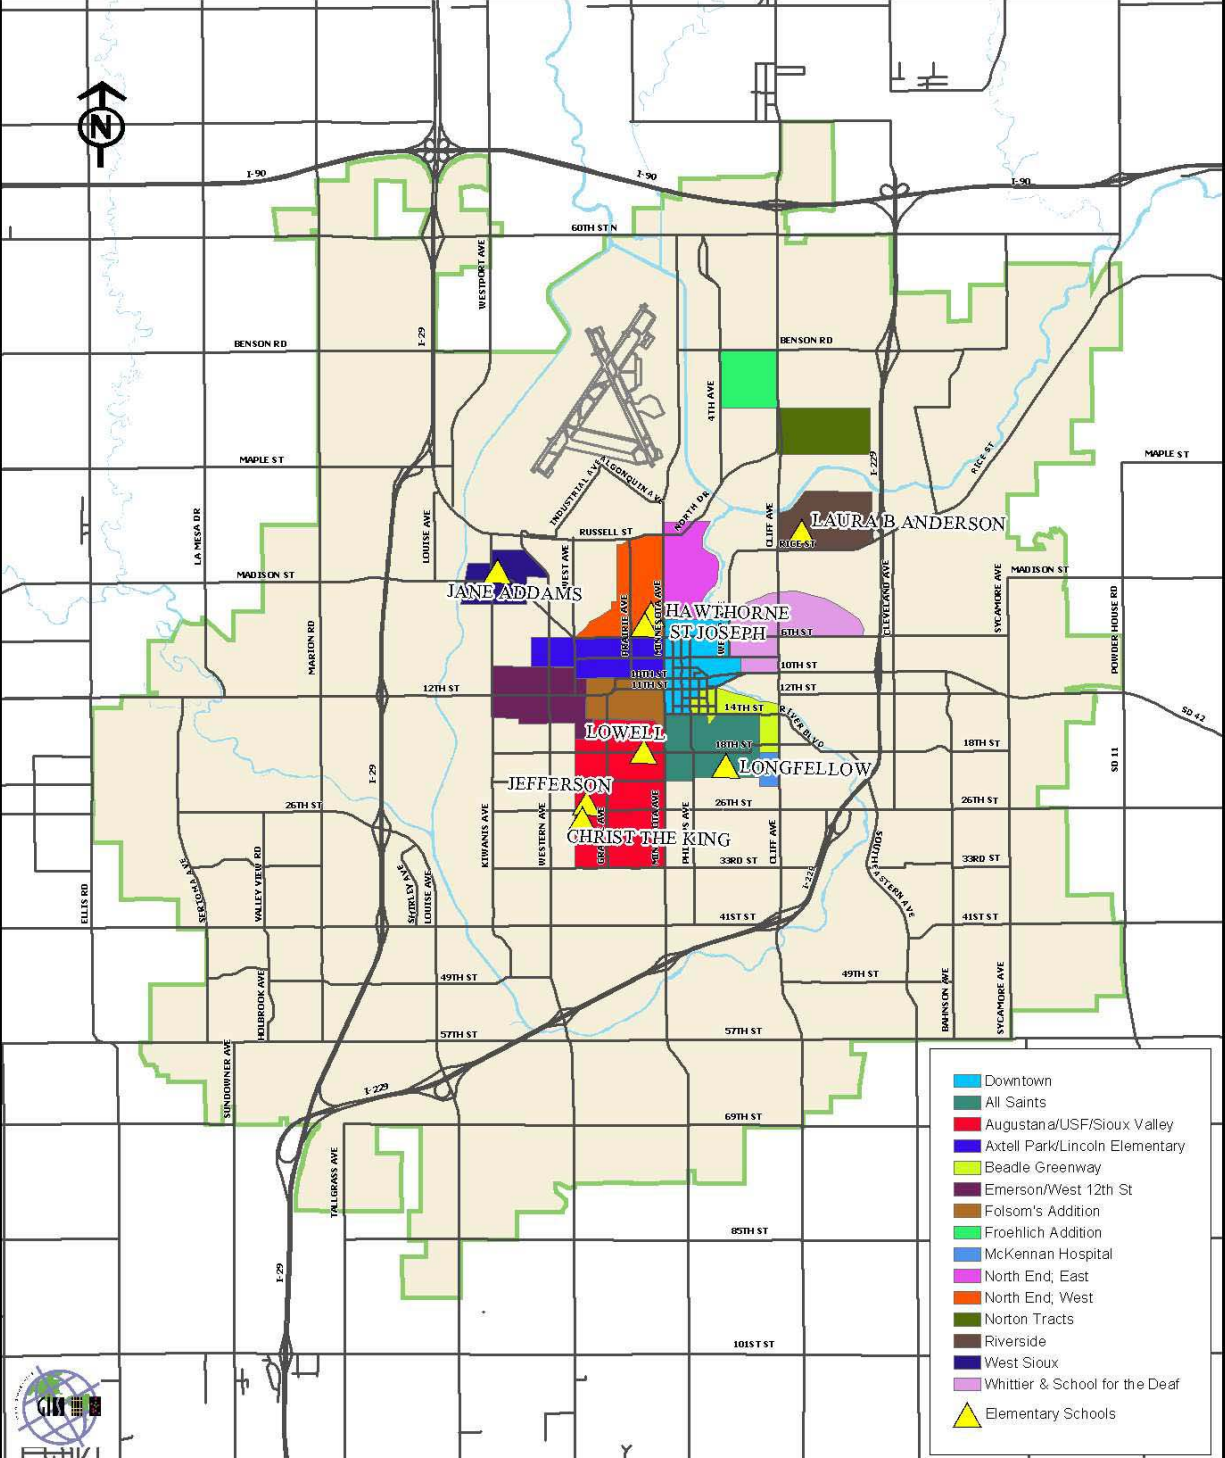 N
I-90
I-90
I-90
60TH ST N
WESTPORT AVE
I-29
BENSON RD
BENSON RD
4TH AVE
MAPLE ST
MAPLE ST
I-229
RICE ST
INDUSTRIAL AVE
ALGONQUIN AVE
NORTH DR
LA MESA DR
LOUISE AVE
RUSSELL ST
CLIFF AVE
LAURA B ANDERSON
RICE ST
MADISON ST
WEST AVE
MADISON ST
JANE ADDAMS
CLEVELAND AVE
SYCAMORE AVE
POWDER HOUSE RD
PRAIRIE AVE
MINNESOTA AVE
HAWTHORNE
ST JOSEPH
6TH ST
MARION RD
10TH ST
10TH ST
11TH ST
12TH ST
12TH ST
14TH ST
RIVER BLVD
SD 42
LOWELL
18TH ST
18TH ST
SD 11
LONGFELLOW
I-29
JEFFERSON
26TH ST
26TH ST
26TH ST
KIWANIS AVE
WESTERN AVE
CHRIST THE KING
CLIFF AVE
SOUTHEASTERN AVE
33RD ST
33RD ST
ELLIS RD
SERTOMA AVE
VALLEY VIEW RD
SHIRLEY AVE
LOUISE AVE
I-229
41ST ST
41ST ST
49TH ST
49TH ST
HOLBROOK AVE
BAHNSON AVE
SYCAMORE AVE
57TH ST
57TH ST
SUNDOWNER AVE
I-229
69TH ST
TALLGRASS AVE
85TH ST
I-29
101ST ST
Downtown
All Saints
Augustana/USF/Sioux Valley
Axtell Park/Lincoln Elementary
Beadle Greenway
Emerson/West 12th St
Folsom's Addition
Froehlich Addition
McKennan Hospital
North End; East
North End; West
Norton Tracts
Riverside
West Sioux
Whittier & School for the Deaf
Elementary Schools